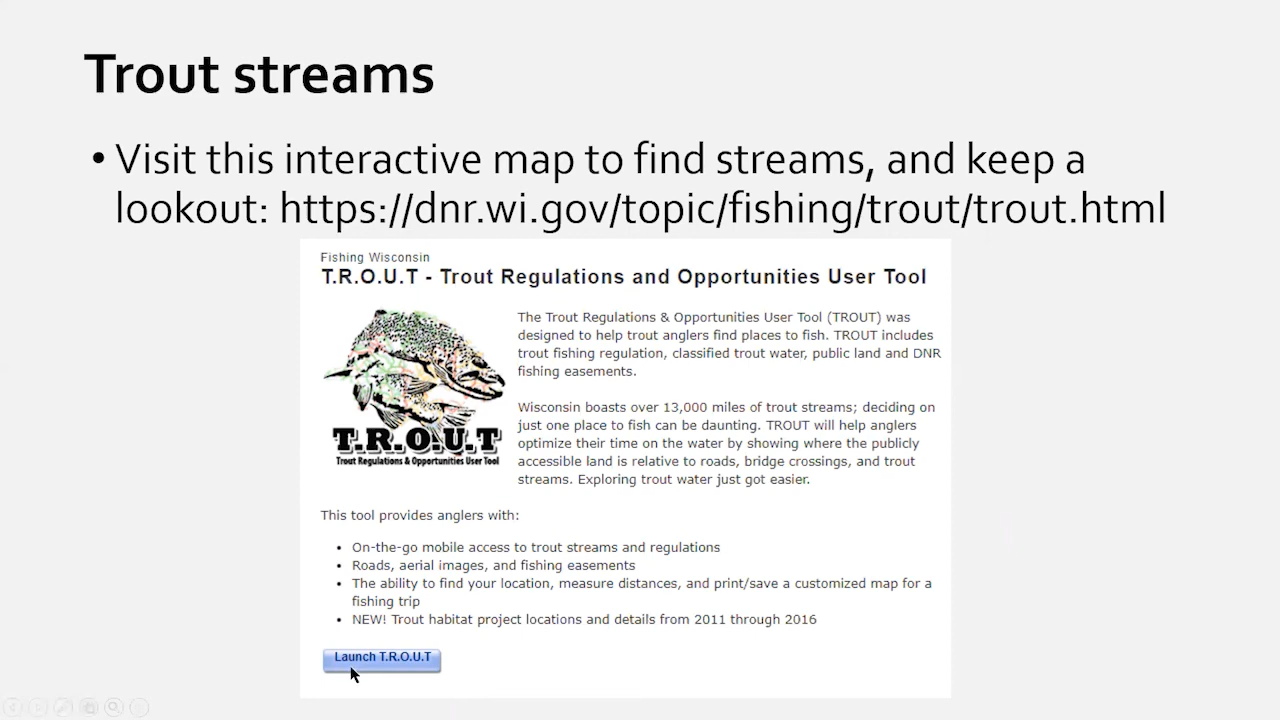 Trout streams
• Visit this interactive map to find streams, and keep a
lookout: https://dnr.wi.gov/topic/fishing/trout/trout.html
Fishing Wisconsin
T.R.O.U.T - Trout Regulations and Opportunities User Tool
The Trout Regulations & Opportunities User Tool (TROUT) was
designed to help trout anglers find places to fish. TROUT includes
trout fishing regulation, classified trout water, public land and DNR
fishing easements.
Wisconsin boasts over 13,000 miles of trout streams; deciding on
just one place to fish can be daunting. TROUT will help anglers
optimize their time on the water by showing where the publicly
accessible land is relative to roads, bridge crossings, and trout
streams. Exploring trout water just got easier.
T.R.O.U.T
Trout Regulations & Opportunities User Tool
This tool provides anglers with:
• On-the-go mobile access to trout streams and regulations
• Roads, aerial images, and fishing easements
• The ability to find your location, measure distances, and print/save a customized map for a
fishing trip
• NEW! Trout habitat project locations and details from 2011 through 2016
Launch T.R.O.U.T